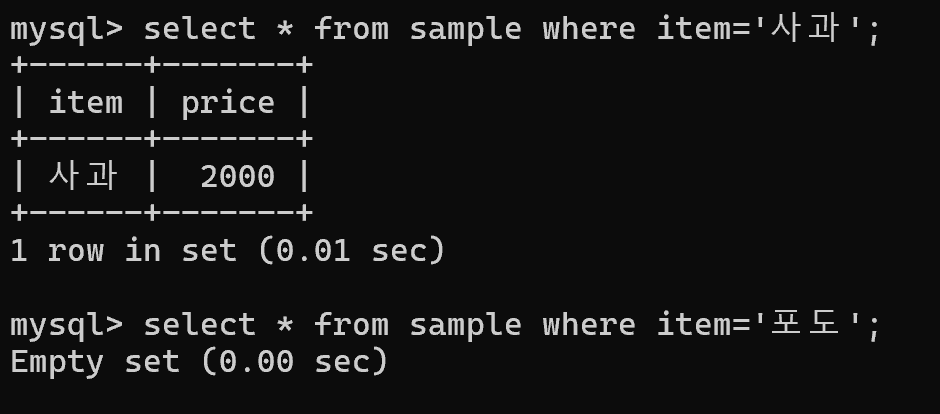 mysql> select * from sample where item='사과';
+------+-------+
| item | price |
+------+-------+
| 사과 |  2000 |
+------+-------+
1 row in set (0.01 sec)

mysql> select * from sample where item='포도';
Empty set (0.00 sec)